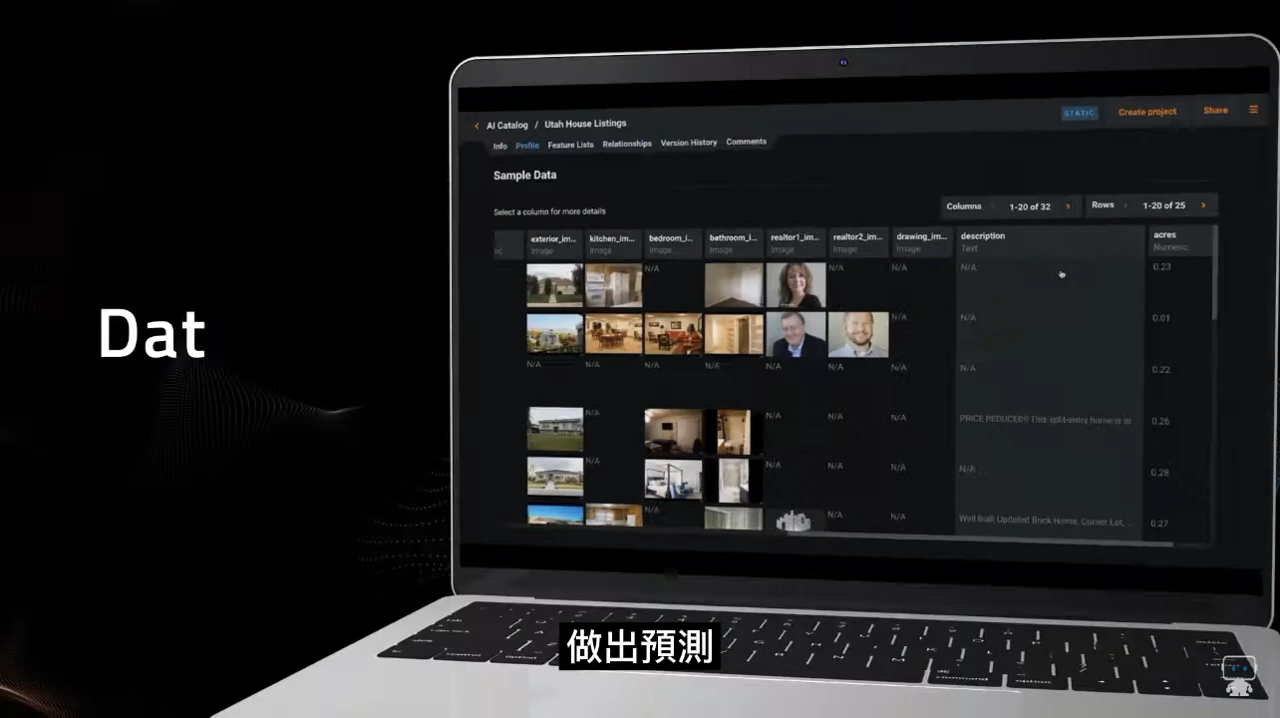 Dat
AI Catalog / Utah House Listings
STATIC
Create project
Share
Info Profile Feature Lists Relationships Version History Comments
Sample Data
Select a column for more details
Columns 1-20 of 32
Rows 1-20 of 25
exterior_im... kitchen_im... bedroom_i... bathroom_i... realtor1_im... realtor2_im... drawing_im... description acres
Image Image Image Image Image Image Image Text Numeric
N/A N/A N/A N/A 0.23
N/A N/A 0.01
N/A N/A N/A N/A N/A N/A N/A N/A 0.22
N/A N/A N/A N/A PRICE REDUCED!! This split-entry home is 0.26
N/A N/A N/A N/A N/A 0.28
N/A N/A N/A Well Built Updated Brick Home, Corner Lot, ... 0.27
做出預測
command option